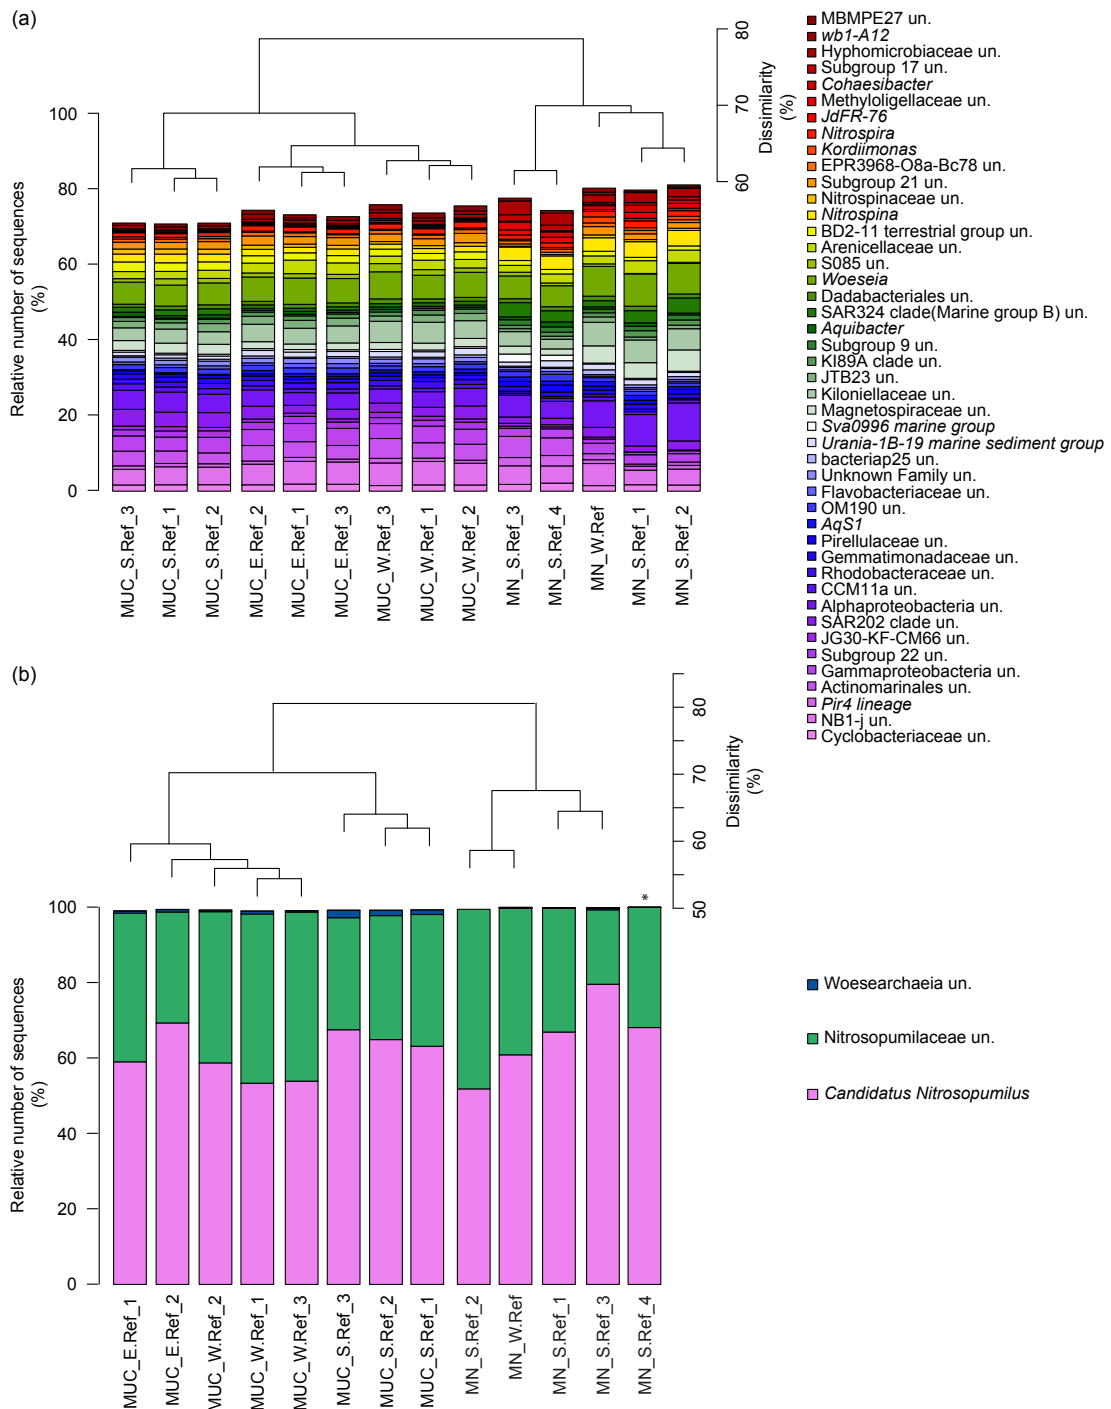 (a)
80
70
60
Dissimilarity
(%)
100
80
60
40
20
0
Relative number of sequences
(%)
MUC_S.Ref_3
MUC_S.Ref_1
MUC_S.Ref_2
MUC_E.Ref_2
MUC_E.Ref_1
MUC_E.Ref_3
MUC_W.Ref_3
MUC_W.Ref_1
MUC_W.Ref_2
MN_S.Ref_3
MN_S.Ref_4
MN_W.Ref
MN_S.Ref_1
MN_S.Ref_2
MBMPE27 un.
wb1-A12
Hyphomicrobiaceae un.
Subgroup 17 un.
Cohaesibacter
Methyloligellaceae un.
JdFR-76
Nitrospira
Kordiimonas
EPR3968-O8a-Bc78 un.
Subgroup 21 un.
Nitrospinaceae un.
Nitrospina
BD2-11 terrestrial group un.
Arenicellaceae un.
S085 un.
Woeseia
Dadabacteriales un.
SAR324 clade(Marine group B) un.
Aquibacter
Subgroup 9 un.
KI89A clade un.
JTB23 un.
Kiloniellaceae un.
Magnetospiraceae un.
Sva0996 marine group
Urania-1B-19 marine sediment group
bacteriap25 un.
Unknown Family un.
Flavobacteriaceae un.
OM190 un.
AqS1
Pirellulaceae un.
Gemmatimonadaceae un.
Rhodobacteraceae un.
CCM11a un.
Alphaproteobacteria un.
SAR202 clade un.
JG30-KF-CM66 un.
Subgroup 22 un.
Gammaproteobacteria un.
Actinomarinales un.
Pir4 lineage
NB1-j un.
Cyclobacteriaceae un.
(b)
80
70
60
50
Dissimilarity
(%)
*
100
80
60
40
20
0
Relative number of sequences
(%)
MUC_E.Ref_1
MUC_E.Ref_2
MUC_W.Ref_2
MUC_W.Ref_1
MUC_W.Ref_3
MUC_S.Ref_3
MUC_S.Ref_2
MUC_S.Ref_1
MN_S.Ref_2
MN_W.Ref
MN_S.Ref_1
MN_S.Ref_3
MN_S.Ref_4
Woesearchaeia un.
Nitrosopumilaceae un.
Candidatus Nitrosopumilus